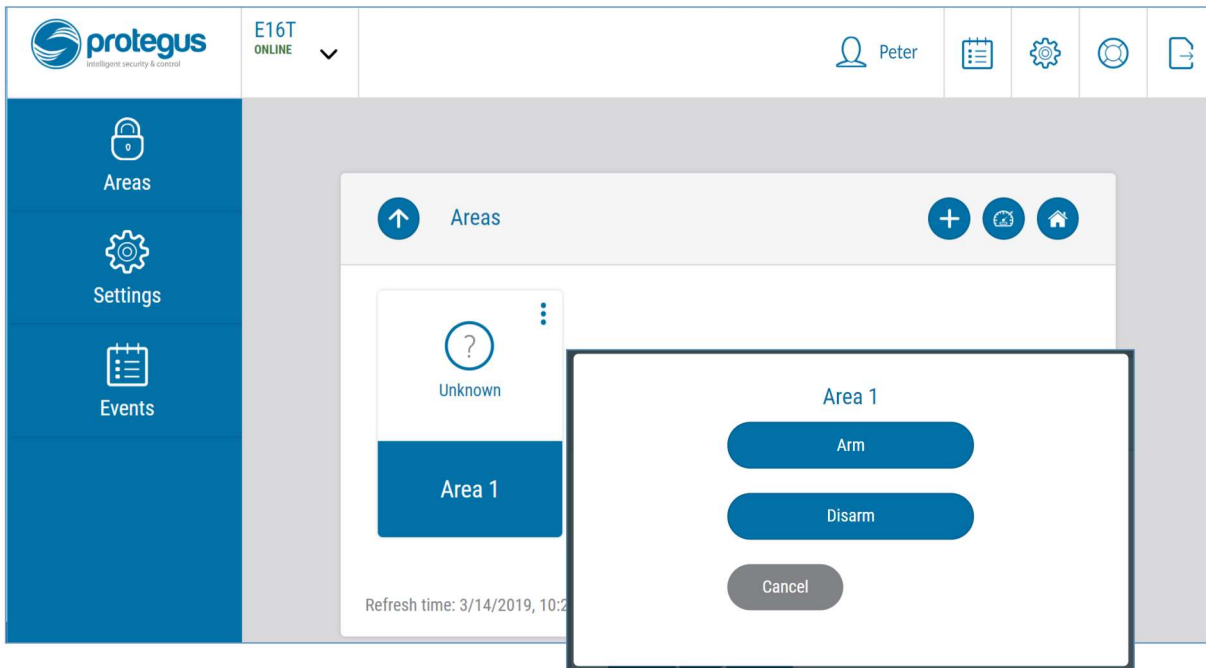 protegus
intelligent security & control
E16T
ONLINE
Peter
Areas
Settings
Events
Areas
?
Unknown
Area 1
Refresh time: 3/14/2019, 10:2
Area 1
Arm
Disarm
Cancel